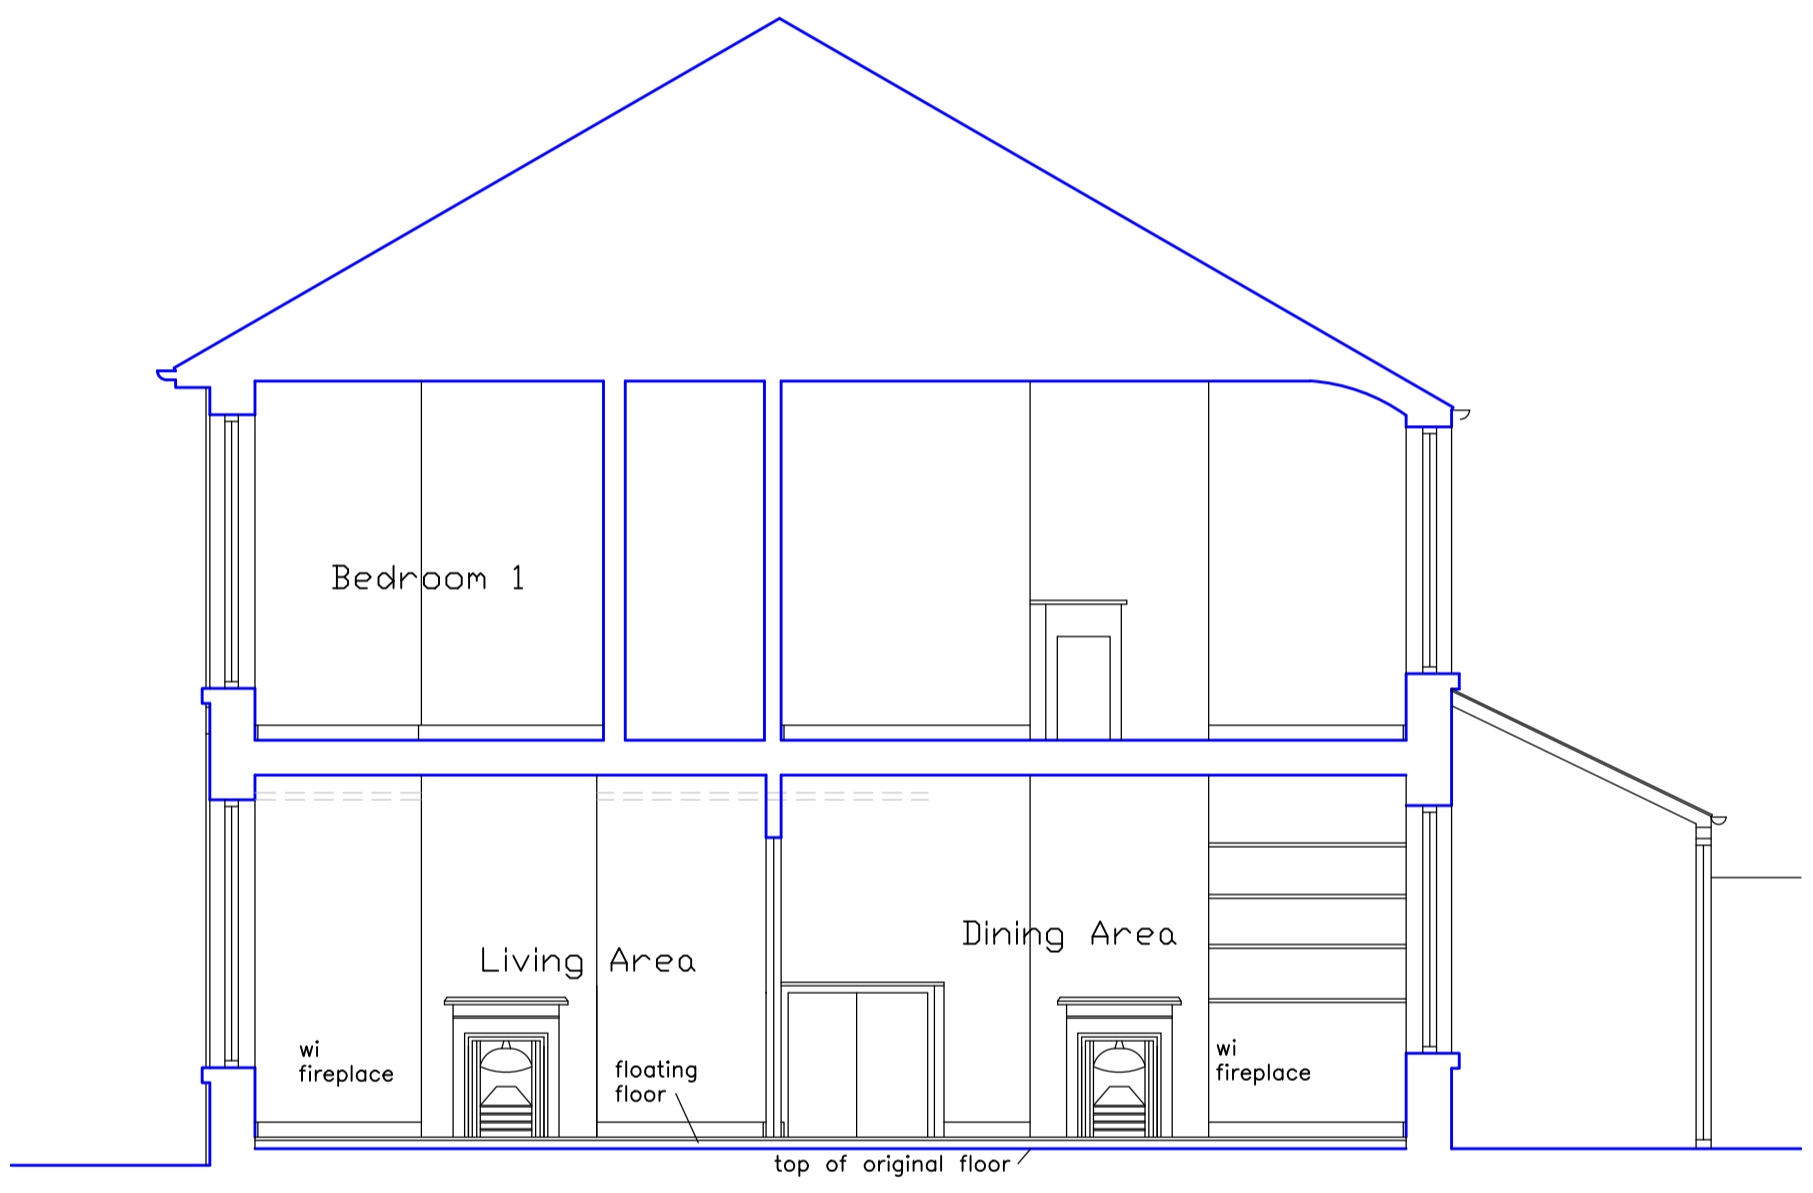 Bedroom 1
Living Area
Dining Area
wi
fireplace
floating
floor
wi
fireplace
top of original floor